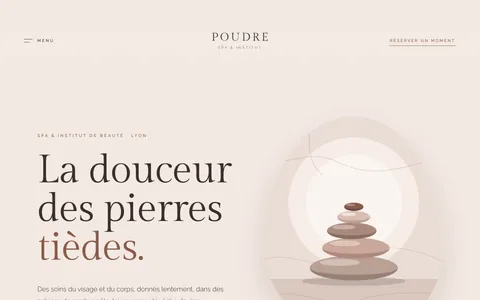 MENU
POUDRE
SPA & INSTITUT
RÉSERVER UN MOMENT
SPA & INSTITUT DE BEAUTÉ · LYON
La douceur
des pierres
tièdes.
Des soins du visage et du corps, donnés lentement, dans des